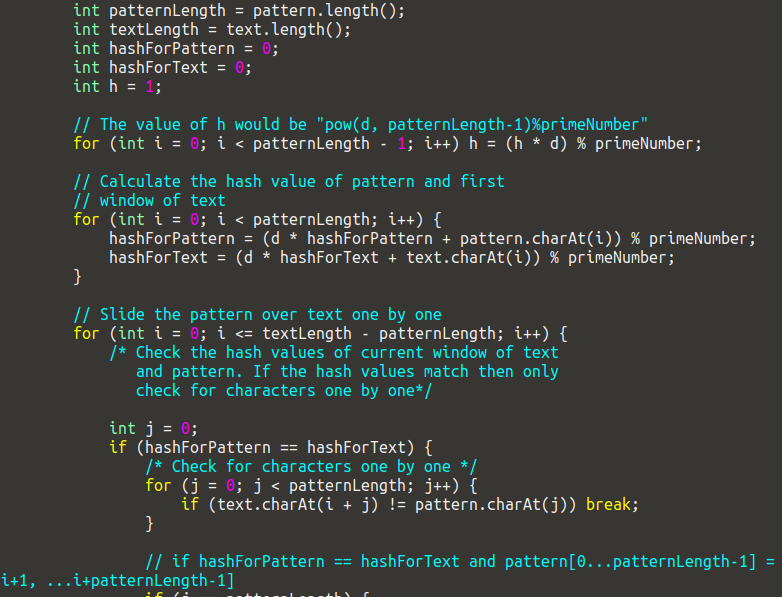 int patternLength = pattern.length();
int textLength = text.length();
int hashForPattern = 0;
int hashForText = 0;
int h = 1;
// The value of h would be "pow(d, patternLength-1)%primeNumber"
for (int i = 0; i < patternLength - 1; i++) h = (h * d) % primeNumber;
// Calculate the hash value of pattern and first
// window of text
for (int i = 0; i < patternLength; i++) {
hashForPattern = (d * hashForPattern + pattern.charAt(i)) % primeNumber;
hashForText = (d * hashForText + text.charAt(i)) % primeNumber;
}
// Slide the pattern over text one by one
for (int i = 0; i <= textLength - patternLength; i++) {
/* Check the hash values of current window of text
and pattern. If the hash values match then only
check for characters one by one*/
int j = 0;
if (hashForPattern == hashForText) {
/* Check for characters one by one */
for (j = 0; j < patternLength; j++) {
if (text.charAt(i + j) != pattern.charAt(j)) break;
}
// if hashForPattern == hashForText and pattern[0...patternLength-1] =
i+1, ...i+patternLength-1]